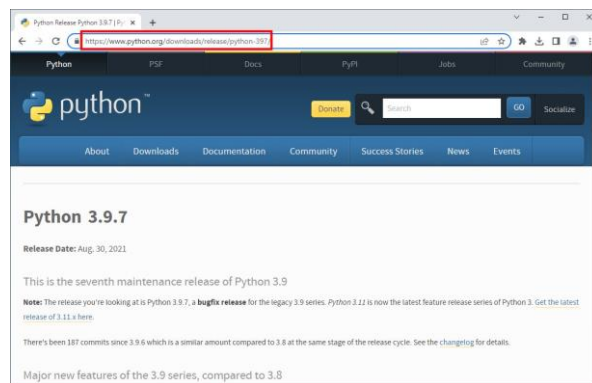 Python Release Python 3.9.7 | Py
https://www.python.org/downloads/release/python-397/
Python PSF Docs PyPI Jobs Community
python™
Donate Search GO Socialize
About Downloads Documentation Community Success Stories News Events
Python 3.9.7
Release Date: Aug. 30, 2021
This is the seventh maintenance release of Python 3.9
Note: The release you're looking at is Python 3.9.7, a bugfix release for the legacy 3.9 series. Python 3.11 is now the latest feature release series of Python 3. Get the latest
release of 3.11.x here.
There's been 187 commits since 3.9.6 which is a similar amount compared to 3.8 at the same stage of the release cycle. See the changelog for details.
Major new features of the 3.9 series, compared to 3.8